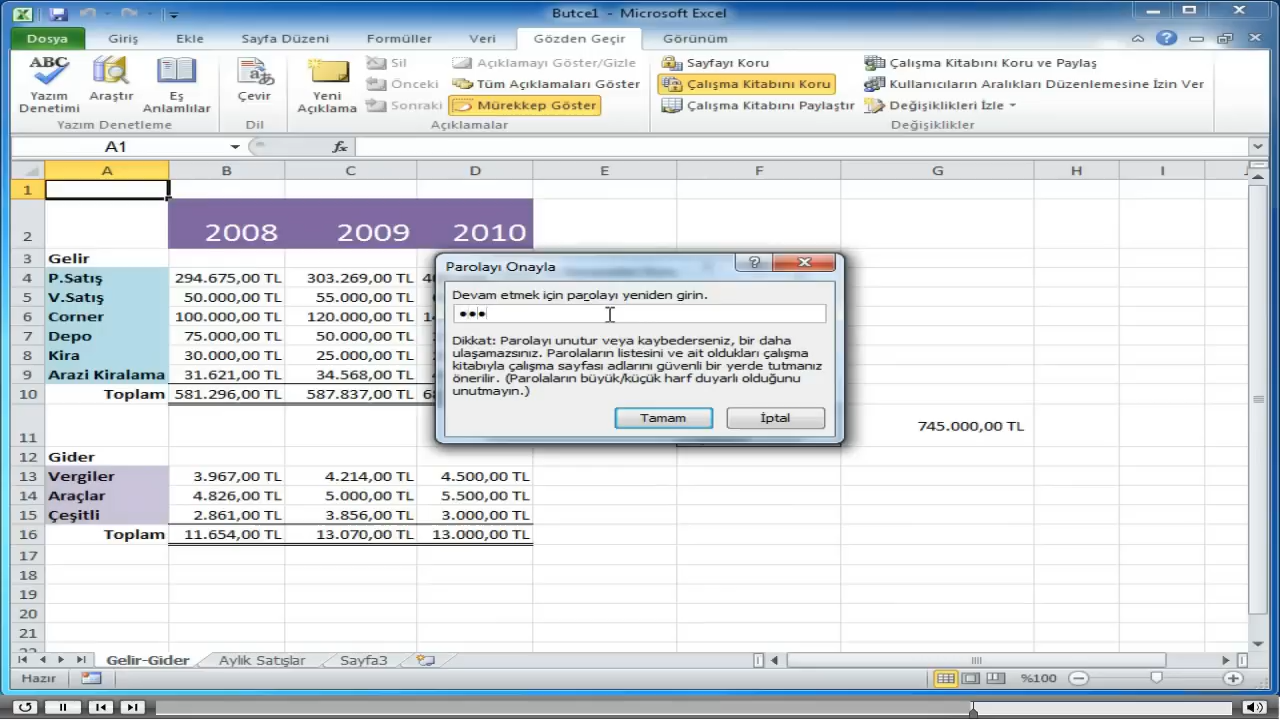 Butce1 - Microsoft Excel
Dosya Giriş Ekle Sayfa Düzeni Formüller Veri Gözden Geçir Görünüm
ABC
Yazım Denetimi
Araştır
Eş Anlamlılar
Yazım Denetleme
Çevir
Dil
Yeni Açıklama
Sil
Önceki
Sonraki
Açıklamayı Göster/Gizle
Tüm Açıklamaları Göster
Mürekkep Göster
Açıklamalar
Sayfayı Koru
Çalışma Kitabını Koru
Çalışma Kitabını Paylaştır
Çalışma Kitabını Koru ve Paylaş
Kullanıcıların Aralıkları Düzenlemesine İzin Ver
Değişiklikleri İzle
Değişiklikler
A1 fx
A B C D E F G H I
1
2 2008 2009 2010
3 Gelir
4 P.Satış 294.675,00 TL 303.269,00 TL
5 V.Satış 50.000,00 TL 55.000,00 TL
6 Corner 100.000,00 TL 120.000,00 TL
7 Depo 75.000,00 TL 50.000,00 TL
8 Kira 30.000,00 TL 25.000,00 TL
9 Arazi Kiralama 31.621,00 TL 34.568,00 TL
10 Toplam 581.296,00 TL 587.837,00 TL
11 745.000,00 TL
12 Gider
13 Vergiler 3.967,00 TL 4.214,00 TL 4.500,00 TL
14 Araçlar 4.826,00 TL 5.000,00 TL 5.500,00 TL
15 Çeşitli 2.861,00 TL 3.856,00 TL 3.000,00 TL
16 Toplam 11.654,00 TL 13.070,00 TL 13.000,00 TL
17
18
19
20
21
Parolayı Onayla
Devam etmek için parolayı yeniden girin.
●●●
Dikkat: Parolayı unutur veya kaybederseniz, bir daha
ulaşamazsınız. Parolaların listesini ve ait oldukları çalışma
kitabıyla çalışma sayfası adlarını güvenli bir yerde tutmanız
önerilir. (Parolaların büyük/küçük harf duyarlı olduğunu
unutmayın.)
Tamam İptal
Gelir-Gider Aylık Satışlar Sayfa3
Hazır %100